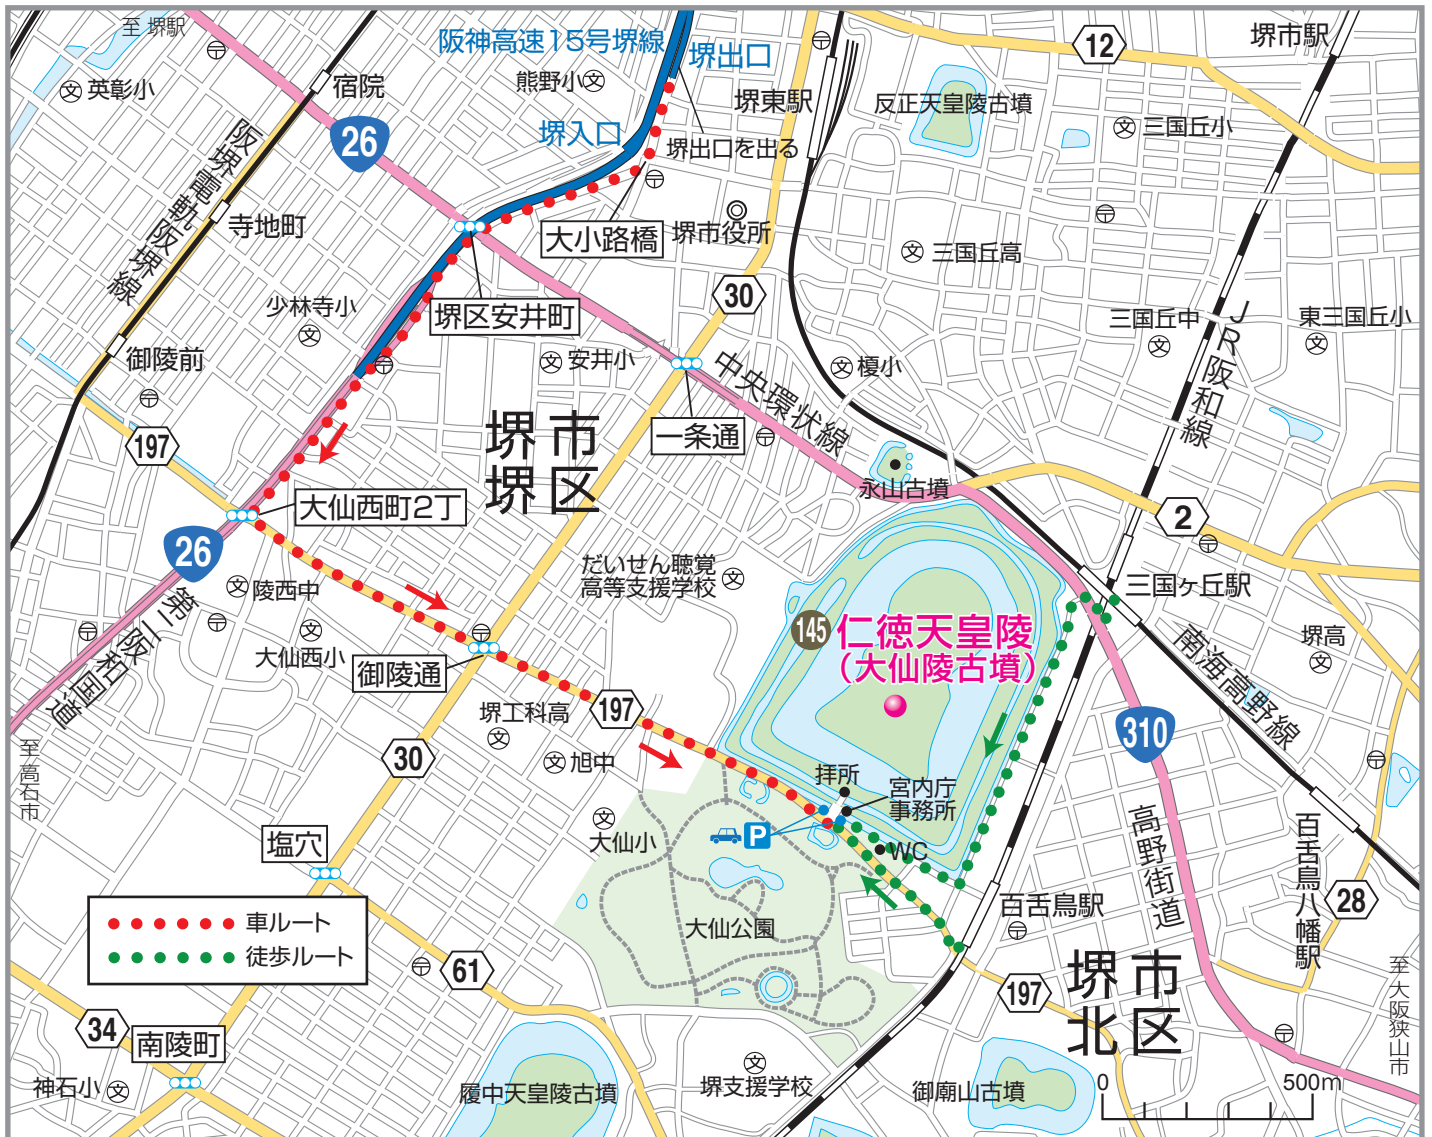 至 堺駅
英彰小
宿院
26
阪神高速15号堺線
堺出口
熊野小
堺入口
堺東駅
堺出口を出る
12
堺市駅
反正天皇陵古墳
三国丘小
阪堺電軌阪堺線
寺地町
大小路橋
堺市役所
三国丘高
30
少林寺小
堺区安井町
御陵前
安井小
中央環状線
榎小
三国丘中
東三国丘小
JR阪和線
197
堺市
堺区
一条通
永山古墳
大仙西町2丁
26
2
だいせん聴覚
高等支援学校
陵西中
第二阪和国道
大仙西小
御陵通
145
仁徳天皇陵
(大仙陵古墳)
三国ヶ丘駅
堺高
南海高野線
堺工科高
197
310
至 高石市
30
旭中
拝所
宮内庁
事務所
高野街道
塩穴
大仙小
P
WC
百舌鳥八幡駅
28
百舌鳥駅
車ルート
徒歩ルート
大仙公園
61
197
堺市
北区
至 大阪狭山市
34
南陵町
神石小
履中天皇陵古墳
堺支援学校
御廟山古墳
0
500m